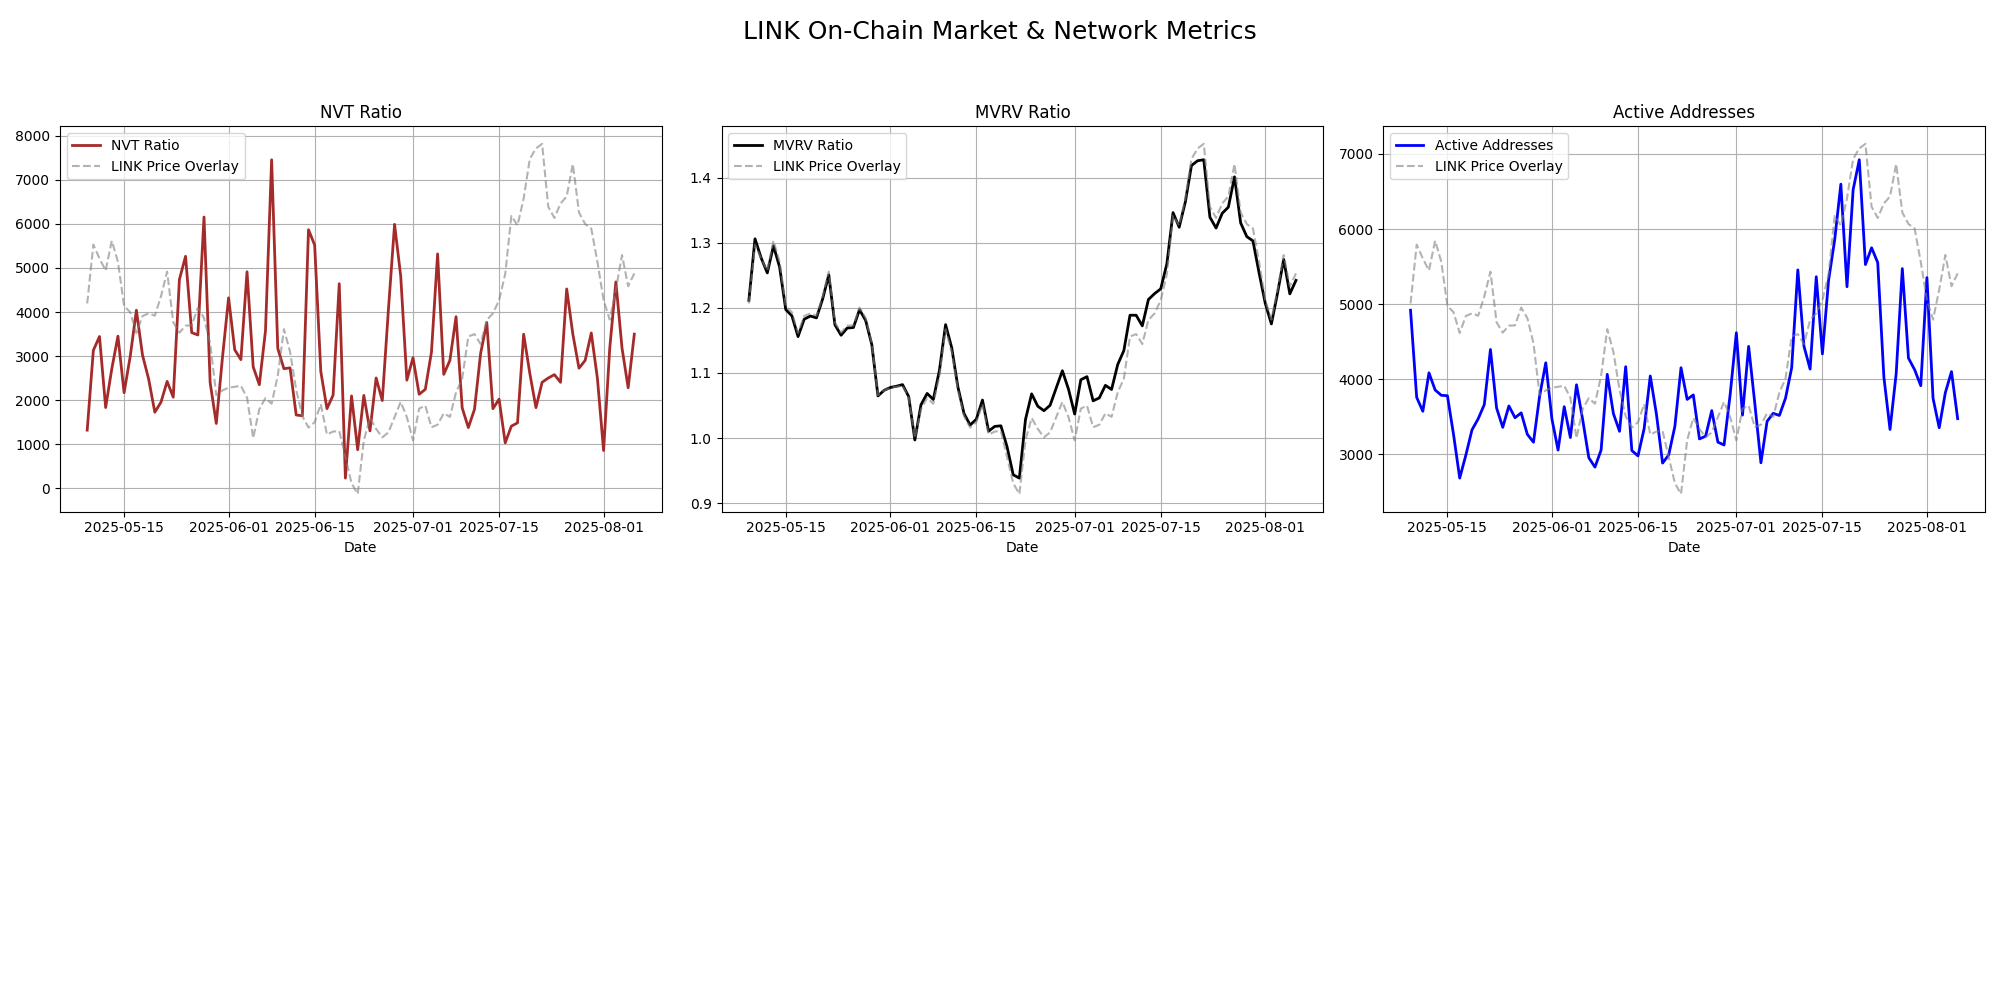 LINK On-Chain Market & Network Metrics
NVT Ratio
NVT Ratio
LINK Price Overlay
8000
7000
6000
5000
4000
3000
2000
1000
0
2025-05-15 2025-06-01 2025-06-15 2025-07-01 2025-07-15 2025-08-01
Date
MVRV Ratio
MVRV Ratio
LINK Price Overlay
1.4
1.3
1.2
1.1
1.0
0.9
2025-05-15 2025-06-01 2025-06-15 2025-07-01 2025-07-15 2025-08-01
Date
Active Addresses
Active Addresses
LINK Price Overlay
7000
6000
5000
4000
3000
2025-05-15 2025-06-01 2025-06-15 2025-07-01 2025-07-15 2025-08-01
Date